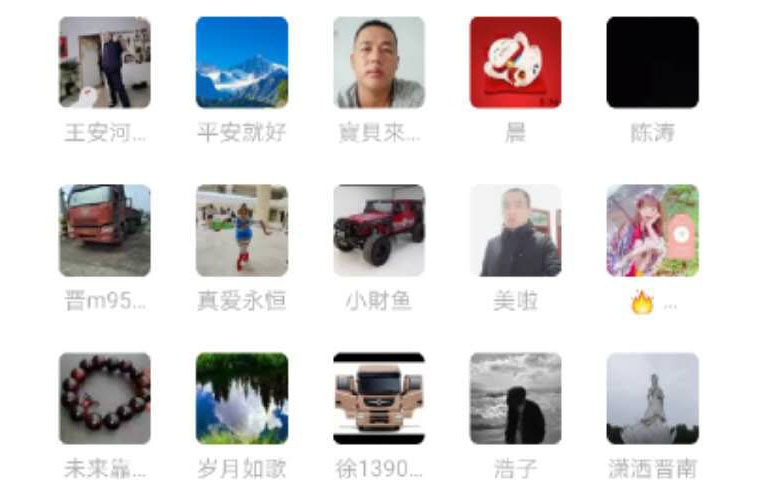 王安河...
平安就好
寶貝來...
晨
陈涛
晋m95...
真爱永恒
小财鱼
美啦
🔥 ...
未来靠...
岁月如歌
徐1390...
浩子
潇洒晋南